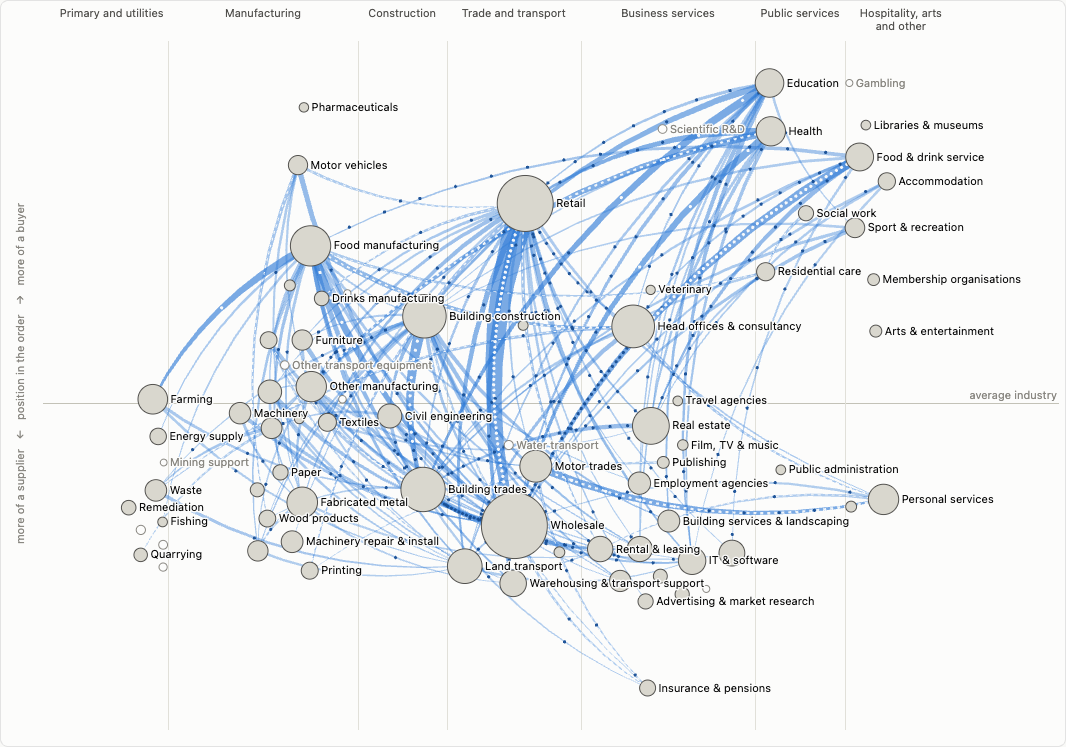 Primary and utilities
Manufacturing
Construction
Trade and transport
Business services
Public services
Hospitality, arts
and other
Education
Gambling
Pharmaceuticals
Libraries & museums
Scientific R&D
Health
Food & drink service
Motor vehicles
Accommodation
Retail
Social work
Sport & recreation
Food manufacturing
Residential care
Membership organisations
Veterinary
Drinks manufacturing
Building construction
Head offices & consultancy
Arts & entertainment
Furniture
Other transport equipment
Other manufacturing
average industry
Farming
Travel agencies
Machinery
Civil engineering
Textiles
Real estate
Energy supply
Water transport
Film, TV & music
Mining support
Motor trades
Publishing
Public administration
Paper
Employment agencies
Waste
Building trades
Personal services
Fabricated metal
Remediation
Fishing
Wood products
Wholesale
Building services & landscaping
Machinery repair & install
Rental & leasing
Quarrying
IT & software
Land transport
Printing
Warehousing & transport support
Advertising & market research
Insurance & pensions
more of a supplier ← position in the order → more of a buyer